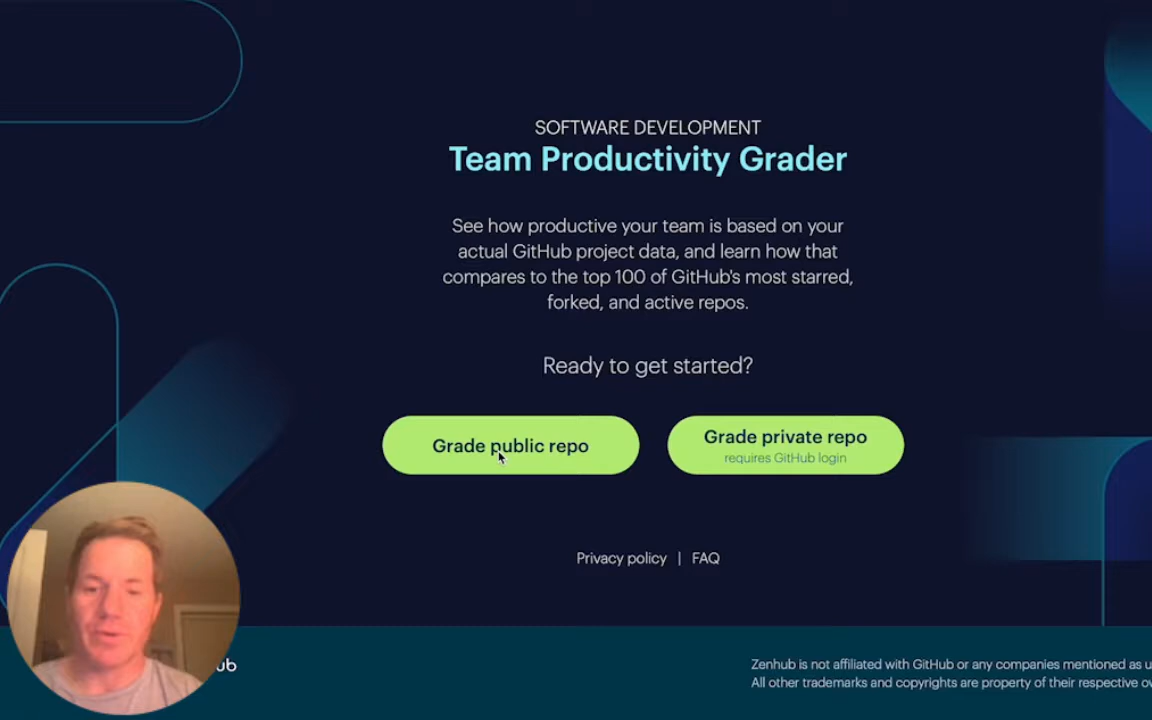 SOFTWARE DEVELOPMENT
Team Productivity Grader
See how productive your team is based on your
actual GitHub project data, and learn how that
compares to the top 100 of GitHub's most starred,
forked, and active repos.
Ready to get started?
Grade public repo
Grade private repo
requires GitHub login
Privacy policy | FAQ
ub
Zenhub is not affiliated with GitHub or any companies mentioned as u
All other trademarks and copyrights are property of their respective ov